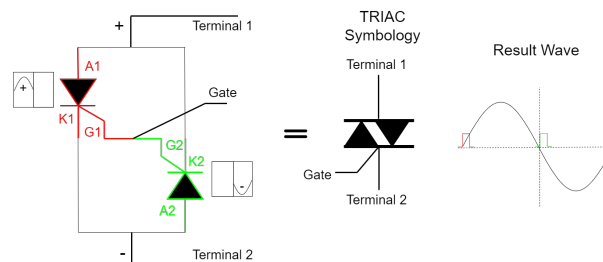 +
Terminal 1
A1
+
K1
G1
Gate
G2
K2
-
A2
-
Terminal 2
=
TRIAC
Symbology
Terminal 1
Gate
Terminal 2
Result Wave